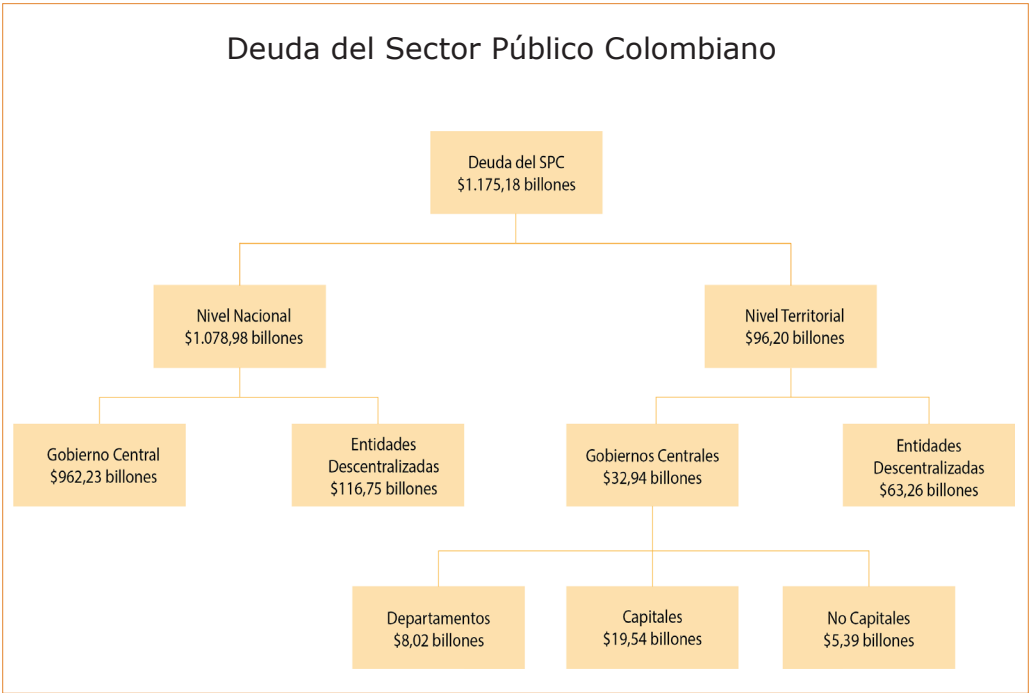 Deuda del Sector Público Colombiano
Deuda del SPC
$1.175,18 billones
Nivel Nacional
$1.078,98 billones
Nivel Territorial
$96,20 billones
Gobierno Central
$962,23 billones
Entidades
Descentralizadas
$116,75 billones
Gobiernos Centrales
$32,94 billones
Entidades
Descentralizadas
$63,26 billones
Departamentos
$8,02 billones
Capitales
$19,54 billones
No Capitales
$5,39 billones